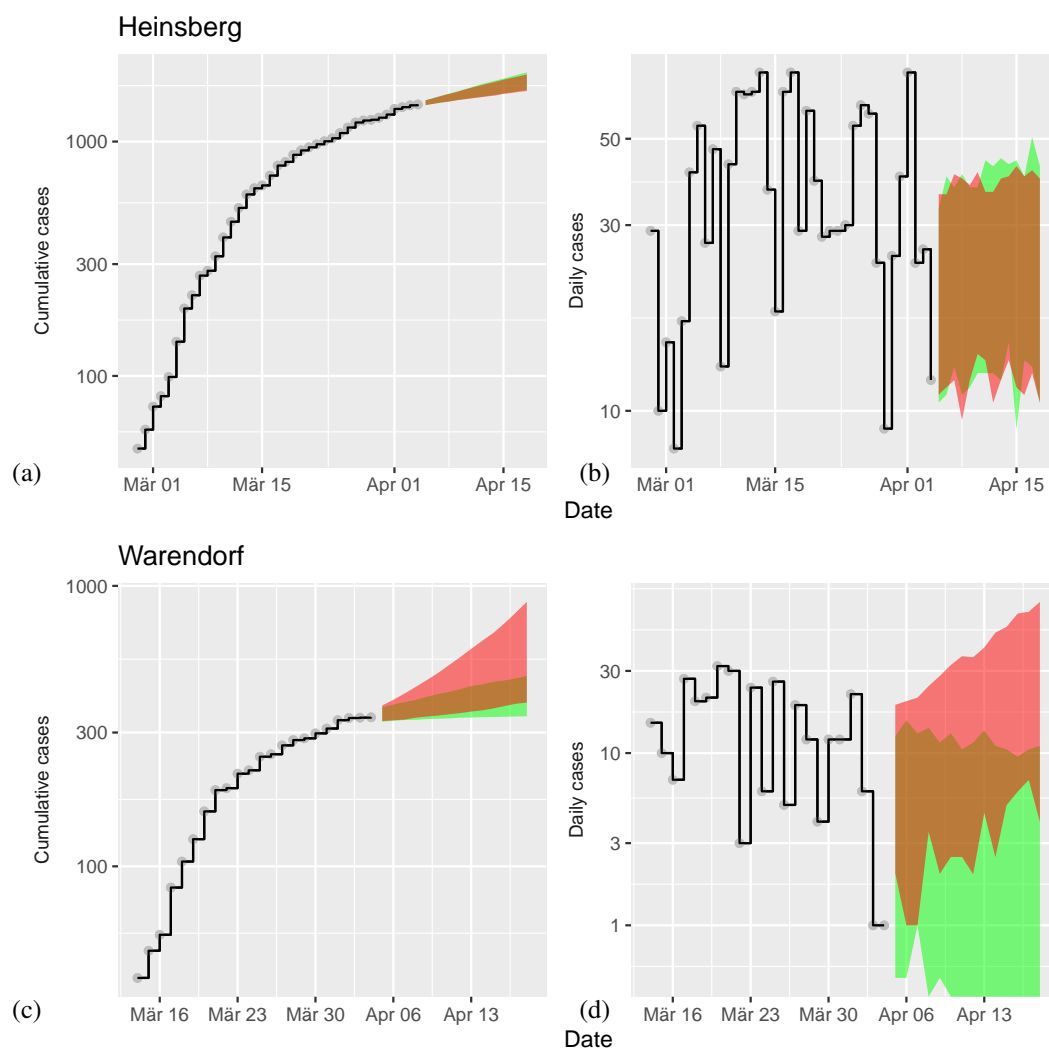 Heinsberg
Cumulative cases
1000
300
100
(a)
Mär 01 Mär 15 Apr 01 Apr 15
Daily cases
50
30
10
(b)
Mär 01 Mär 15 Apr 01 Apr 15
Date
Warendorf
Cumulative cases
1000
300
100
(c)
Mär 16 Mär 23 Mär 30 Apr 06 Apr 13
Daily cases
30
10
3
1
(d)
Mär 16 Mär 23 Mär 30 Apr 06 Apr 13
Date